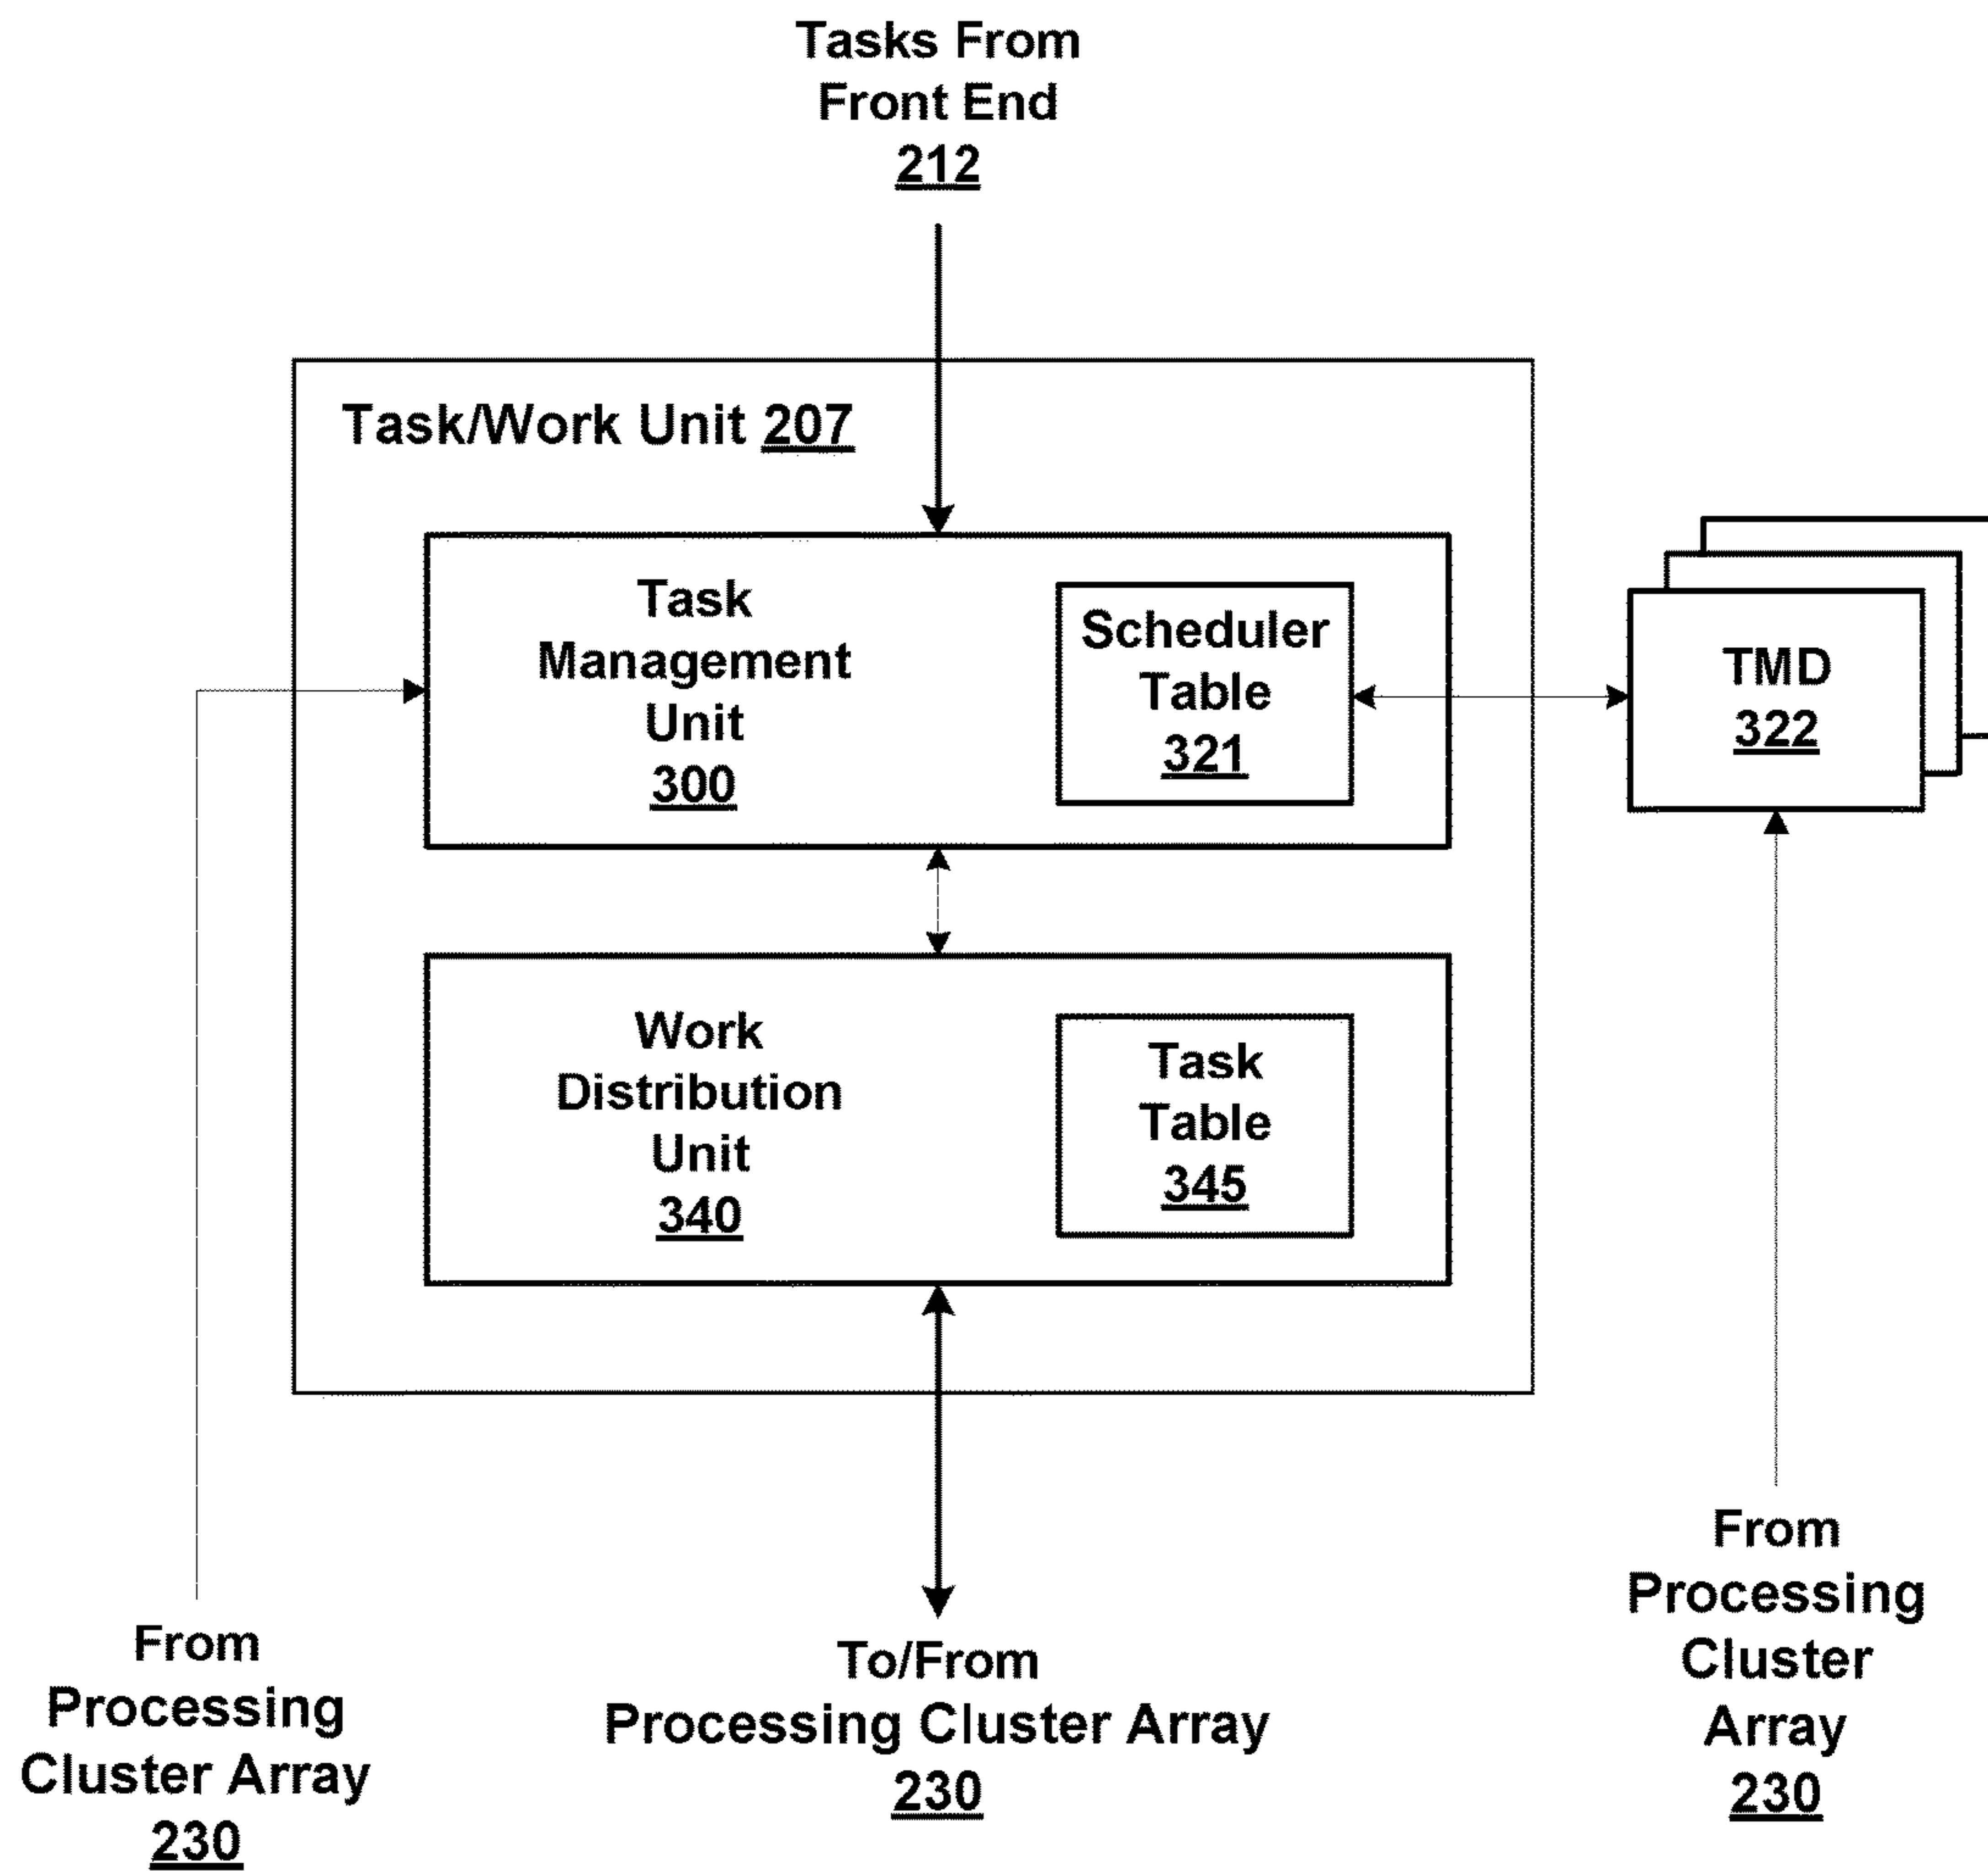 Tasks From
Front End
212
Task/Work Unit 207
Task
Management
Unit
300
Scheduler
Table
321
TMD
322
Work
Distribution
Unit
340
Task
Table
345
From
Processing
Cluster Array
230
To/From
Processing Cluster Array
230
From
Processing
Cluster
Array
230